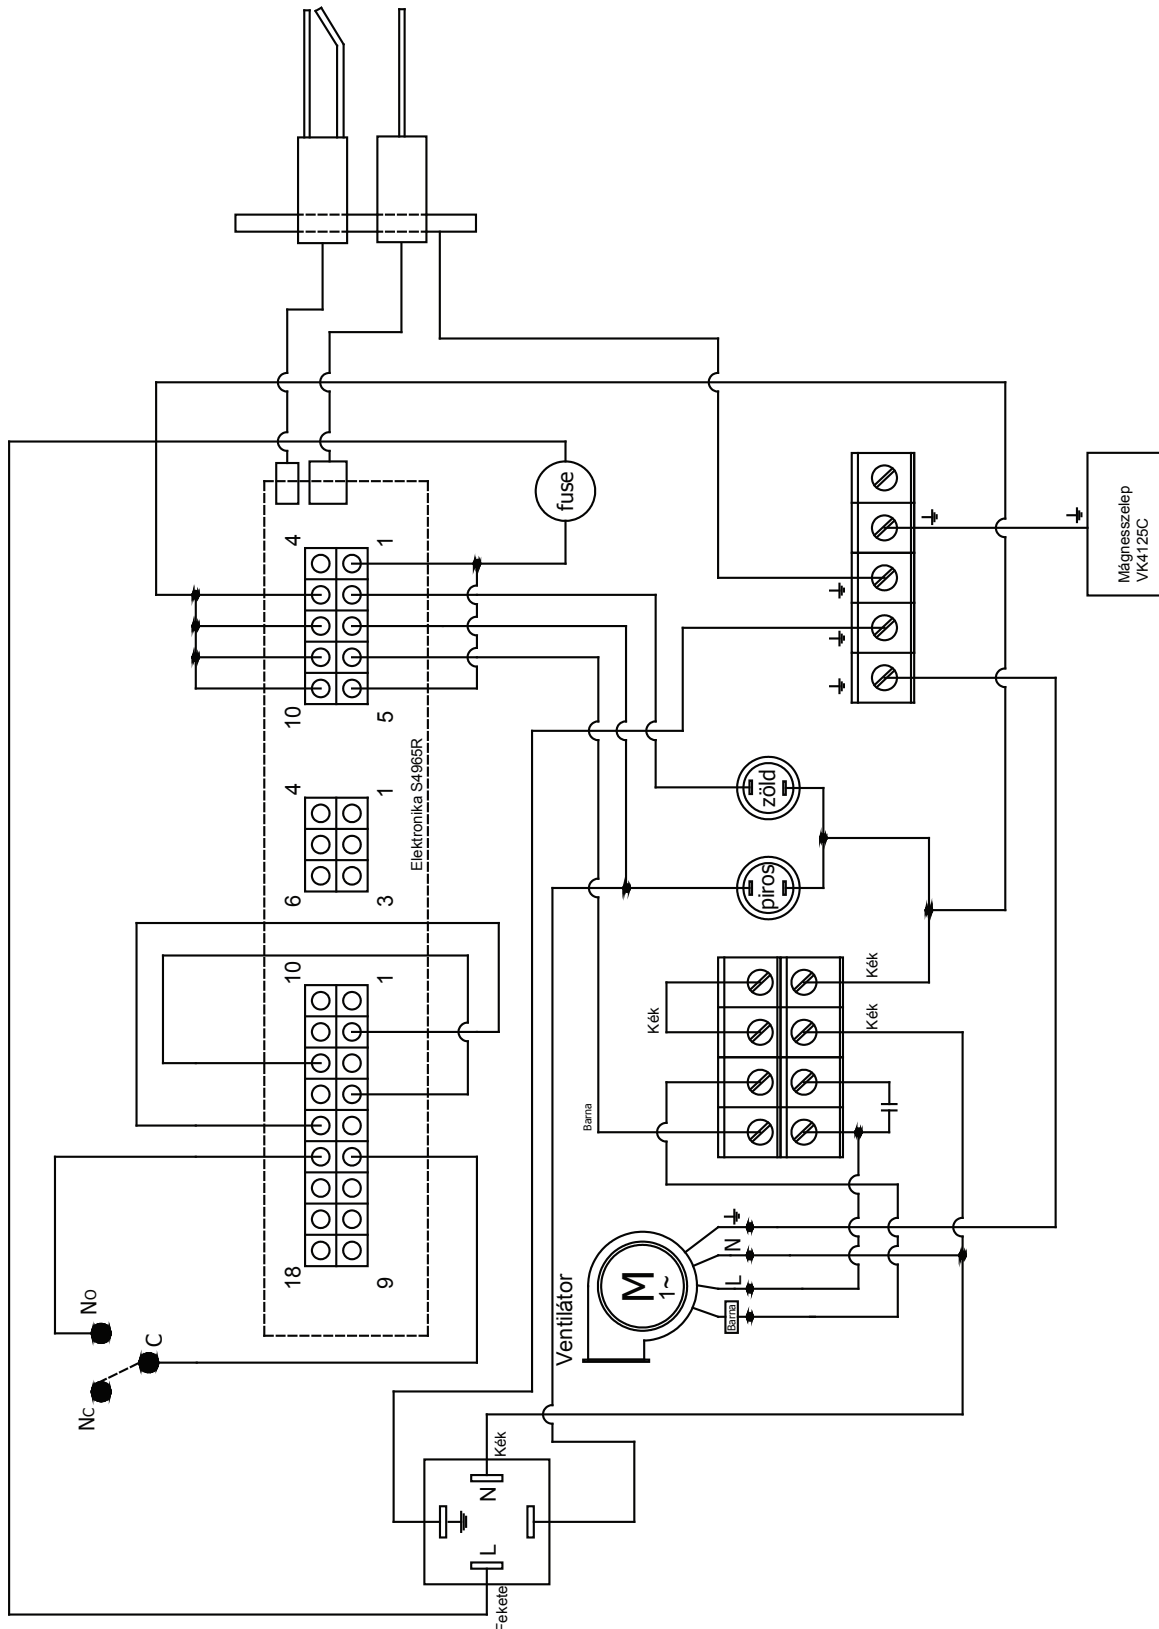 fuse
4
1
10
5
Elektronika S4965R
4
1
6
3
10
1
18
9
Mágnesszelep
VK4125C
zöld
piros
Kék
Kék
Kék
Barna
Ventilátor
M
1~
N
L
Barna
No
C
Nc
Kék
N
L
Fekete